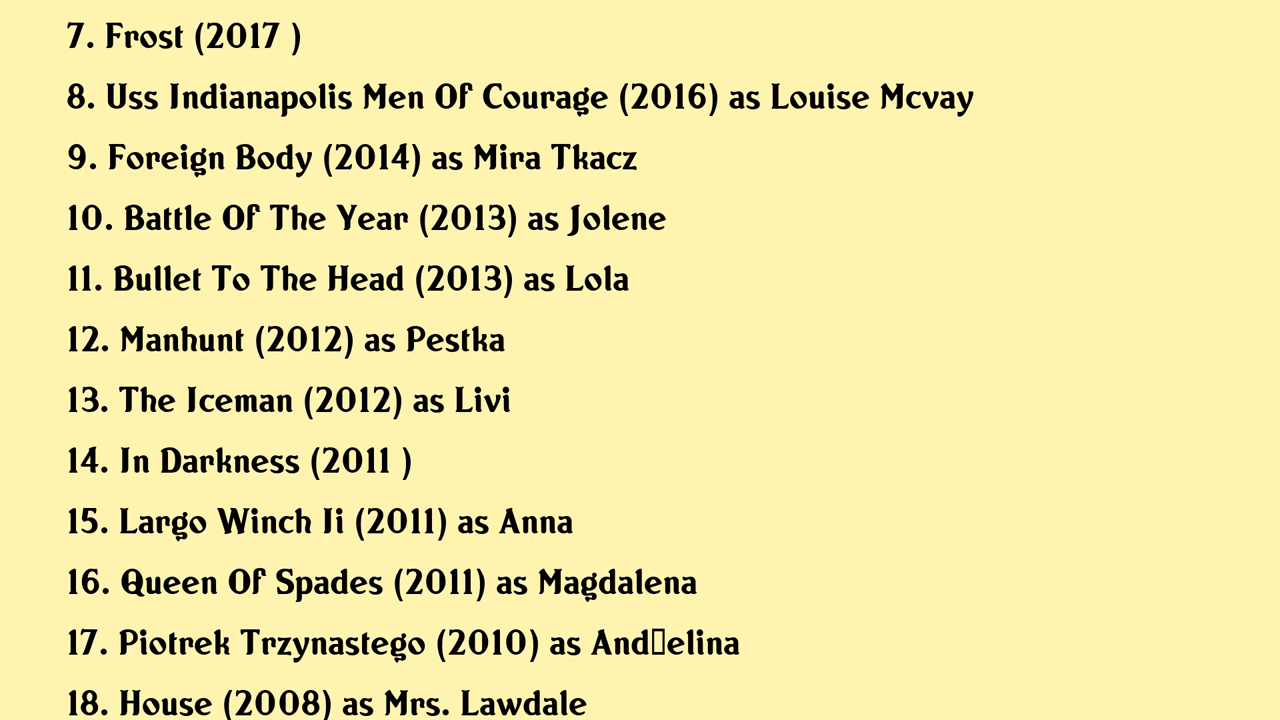 7. Frost (2017 )
8. Uss Indianapolis Men Of Courage (2016) as Louise Mcvay
9. Foreign Body (2014) as Mira Tkacz
10. Battle Of The Year (2013) as Jolene
11. Bullet To The Head (2013) as Lola
12. Manhunt (2012) as Pestka
13. The Iceman (2012) as Livi
14. In Darkness (2011 )
15. Largo Winch Ii (2011) as Anna
16. Queen Of Spades (2011) as Magdalena
17. Piotrek Trzynastego (2010) as And▯elina
18. House (2008) as Mrs. Lawdale